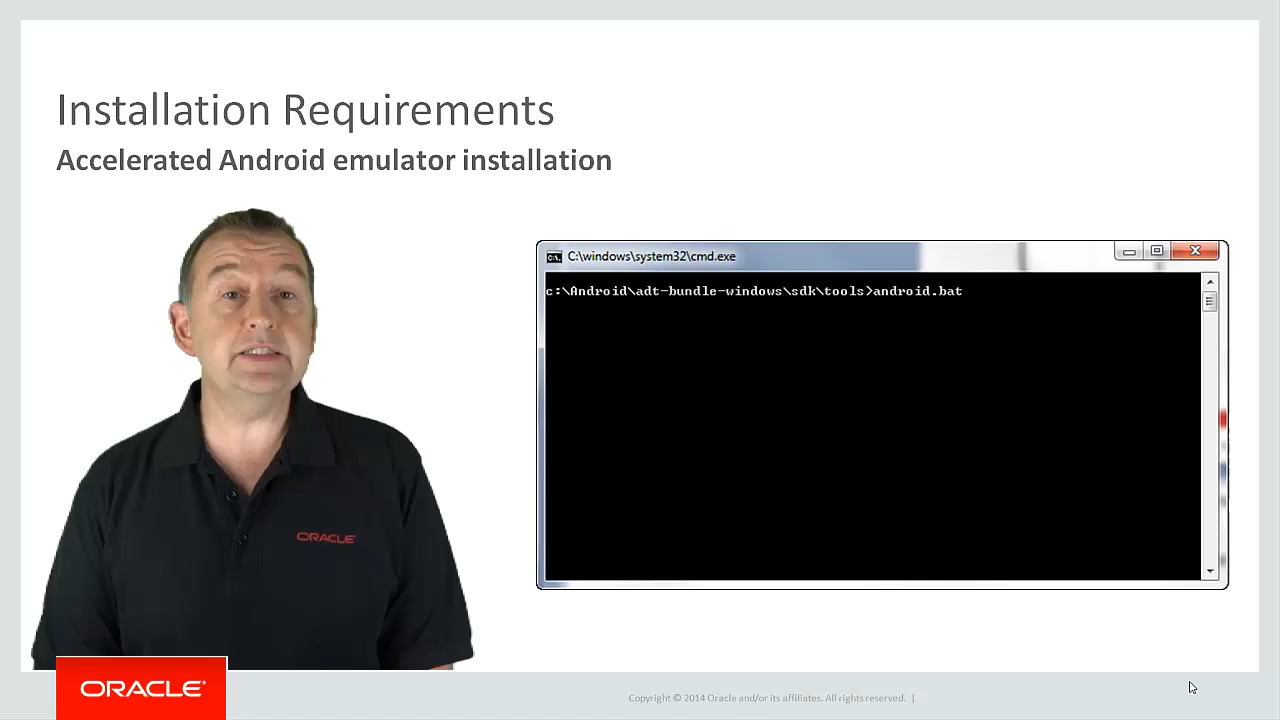 Installation Requirements
Accelerated Android emulator installation
C:\windows\system32\cmd.exe
c:\Android\adt-bundle-windows\sdk\tools>android.bat
ORACLE
ORACLE®
Copyright © 2014 Oracle and/or its affiliates. All rights reserved. |